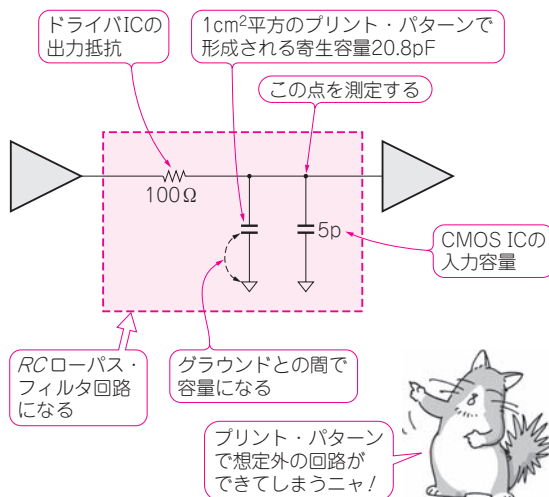 ドライバICの
出力抵抗
1cm²平方のプリント・パターンで
形成される寄生容量20.8pF
この点を測定する
100Ω
5p
CMOS ICの
入力容量
RCローパス・
フィルタ回路
になる
グラウンドとの間で
容量になる
プリント・パターン
で想定外の回路が
できてしまうニャ!